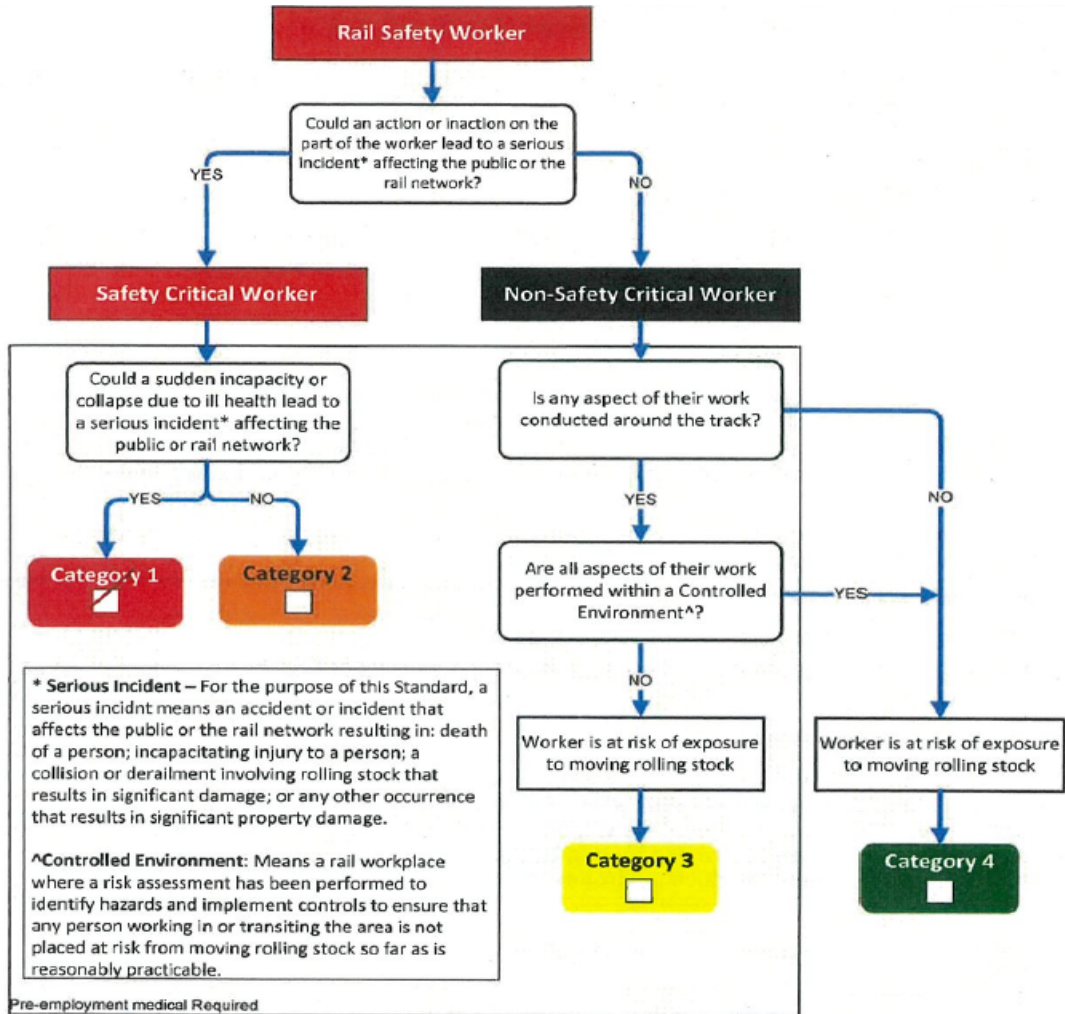 Rail Safety Worker
Could an action or inaction on the
part of the worker lead to a serious
incident* affecting the public or the
rail network?
YES
NO
Safety Critical Worker
Non-Safety Critical Worker
Could a sudden incapacity or
collapse due to ill health lead to
a serious incident* affecting the
public or rail network?
Is any aspect of their work
conducted around the track?
YES
NO
YES
NO
Category 1
Category 2
Are all aspects of their work
performed within a Controlled
Environment^?
YES
NO
* Serious Incident – For the purpose of this Standard, a
serious incidnt means an accident or incident that
affects the public or the rail network resulting in: death
of a person; incapacitating injury to a person; a
collision or derailment involving rolling stock that
results in significant damage; or any other occurrence
that results in significant property damage.
^Controlled Environment: Means a rail workplace
where a risk assessment has been performed to
identify hazards and implement controls to ensure that
any person working in or transiting the area is not
placed at risk from moving rolling stock so far as is
reasonably practicable.
Worker is at risk of exposure
to moving rolling stock
Worker is at risk of exposure
to moving rolling stock
Category 3
Category 4
Pre-employment medical Required